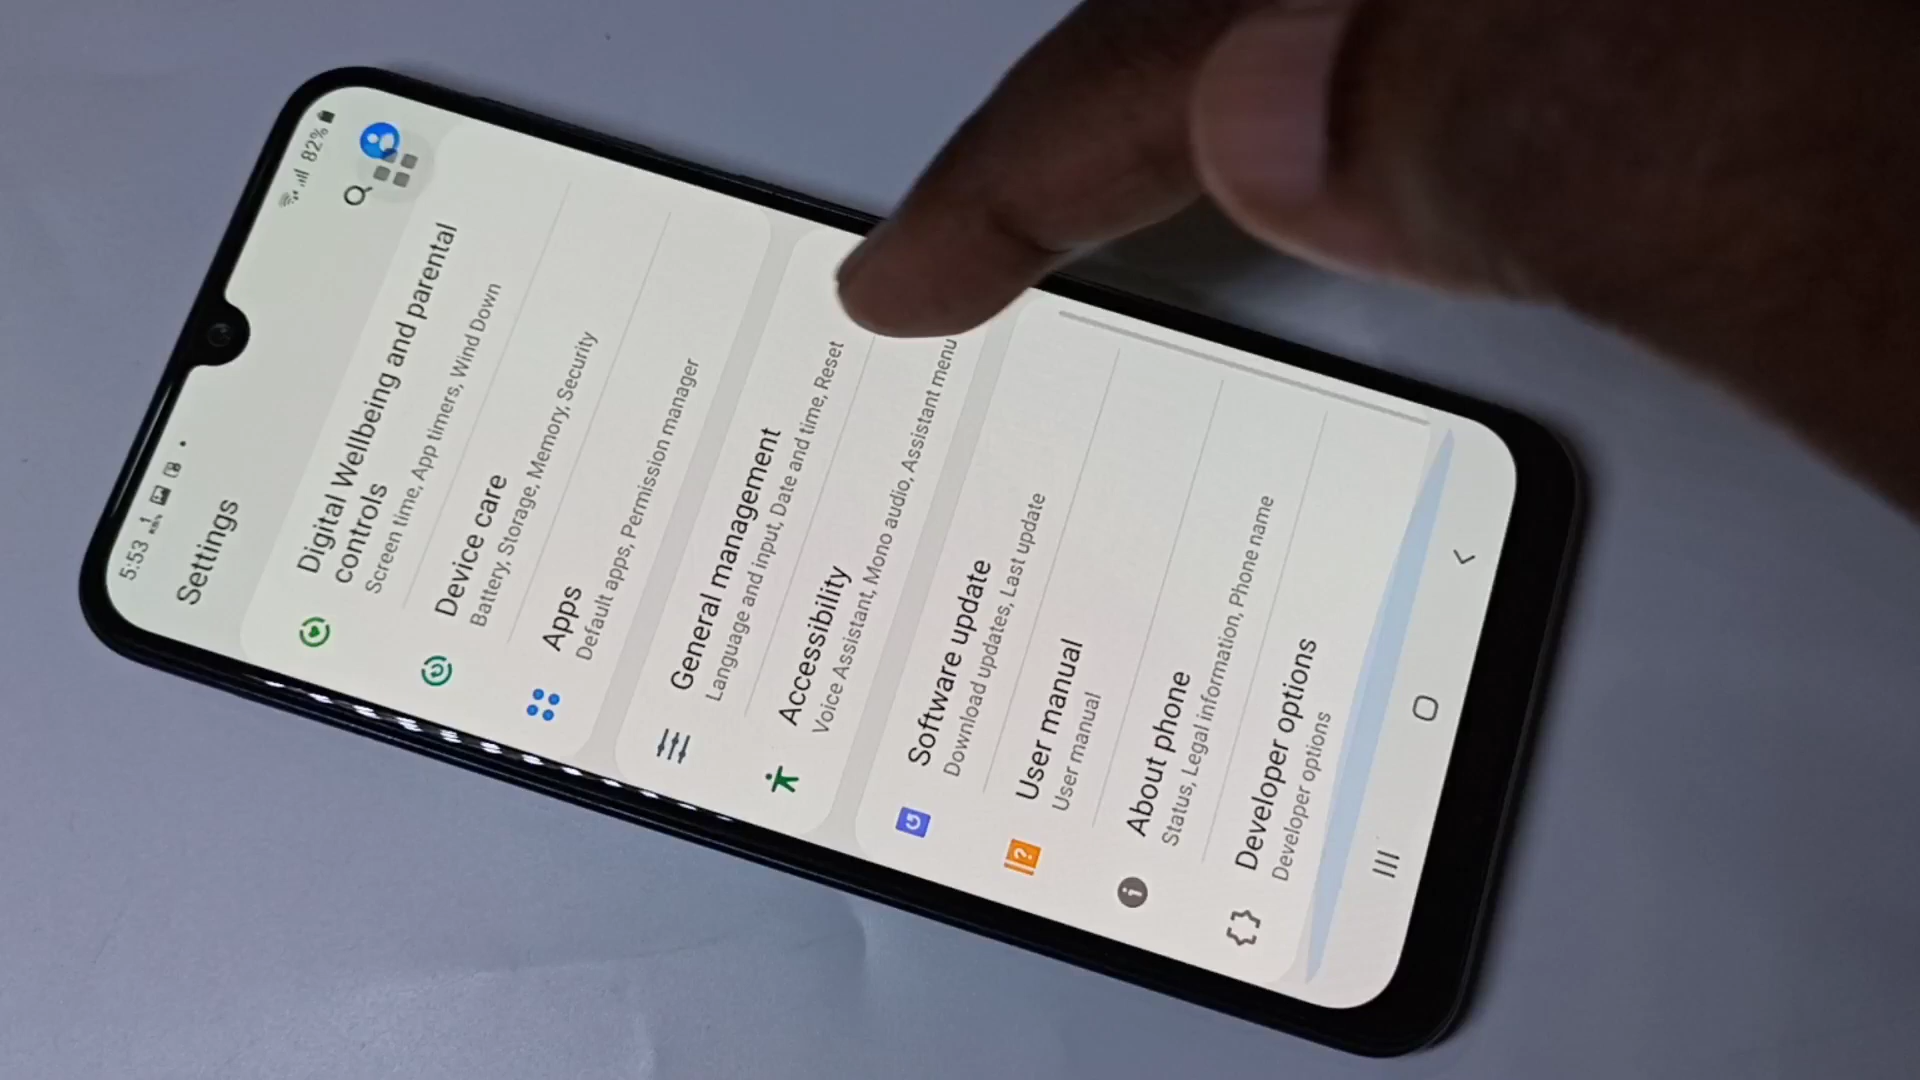 5:53
82%
Settings
Digital Wellbeing and parental
controls
Screen time, App timers, Wind Down
Device care
Battery, Storage, Memory, Security
Apps
Default apps, Permission manager
General management
Language and input, Date and time, Reset
Accessibility
Voice Assistant, Mono audio, Assistant menu
Software update
Download updates, Last update
User manual
User manual
About phone
Status, Legal information, Phone name
Developer options
Developer options